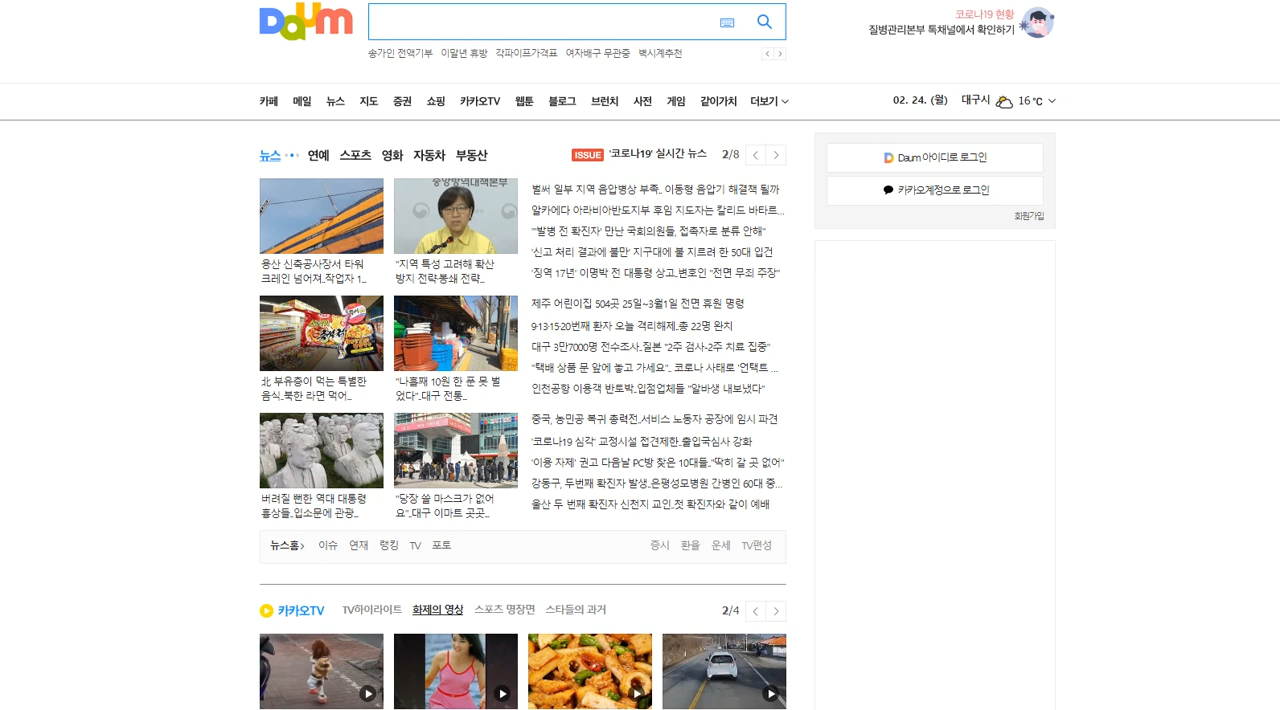 Daum
코로나19 현황
질병관리본부 톡채널에서 확인하기
송가인 전액기부 이말년 휴방 각파이프가격표 여자배구 무관중 벽시계추천
카페 메일 뉴스 지도 증권 쇼핑 카카오TV 웹툰 블로그 브런치 사전 게임 같이가치 더보기
02. 24. (월) 대구시 16 ℃
뉴스 연예 스포츠 영화 자동차 부동산
ISSUE '코로나19' 실시간 뉴스 2/8
용산 신축공사장서 타워
크레인 넘어져..작업자 1...
"지역 특성 고려해 확산
방지 전략·봉쇄 전략...
北 부유층이 먹는 특별한
음식..북한 라면 먹어...
"나흘째 10원 한 푼 못 벌
었다"..대구 전통...
버려질 뻔한 역대 대통령
흉상들..입소문에 관광...
"당장 쓸 마스크가 없어
요"..대구 이마트 곳곳...
벌써 일부 지역 음압병상 부족.. 이동형 음압기 해결책 될까
알카에다 아라비아반도지부 후임 지도자는 칼리드 바타르...
"'발병 전 확진자' 만난 국회의원들, 접촉자로 분류 안해"
'신고 처리 결과에 불만' 지구대에 불 지르려 한 50대 입건
'징역 17년' 이명박 전 대통령 상고..변호인 "전면 무죄 주장"
제주 어린이집 504곳 25일~3월1일 전면 휴원 명령
9·13·15·20번째 환자 오늘 격리해제..총 22명 완치
대구 3만7000명 전수조사..질본 "2주 검사-2주 치료 집중"
"택배 상품 문 앞에 놓고 가세요".. 코로나 사태로 '언택트 ...
인천공항 이용객 반토막..입점업체들 "알바생 내보냈다"
중국, 농민공 복귀 총력전..서비스 노동자 공장에 임시 파견
'코로나19 심각' 교정시설 접견제한..출입국심사 강화
'이용 자제' 권고 다음날 PC방 찾은 10대들.."딱히 갈 곳 없어"
강동구, 두번째 확진자 발생..은평성모병원 간병인 60대 중...
울산 두 번째 확진자 신천지 교인..첫 확진자와 같이 예배
뉴스홈 이슈 연재 랭킹 TV 포토 증시 환율 운세 TV편성
카카오TV TV하이라이트 화제의 영상 스포츠 명장면 스타들의 과거 2/4
Daum 아이디로 로그인
카카오계정으로 로그인
회원가입